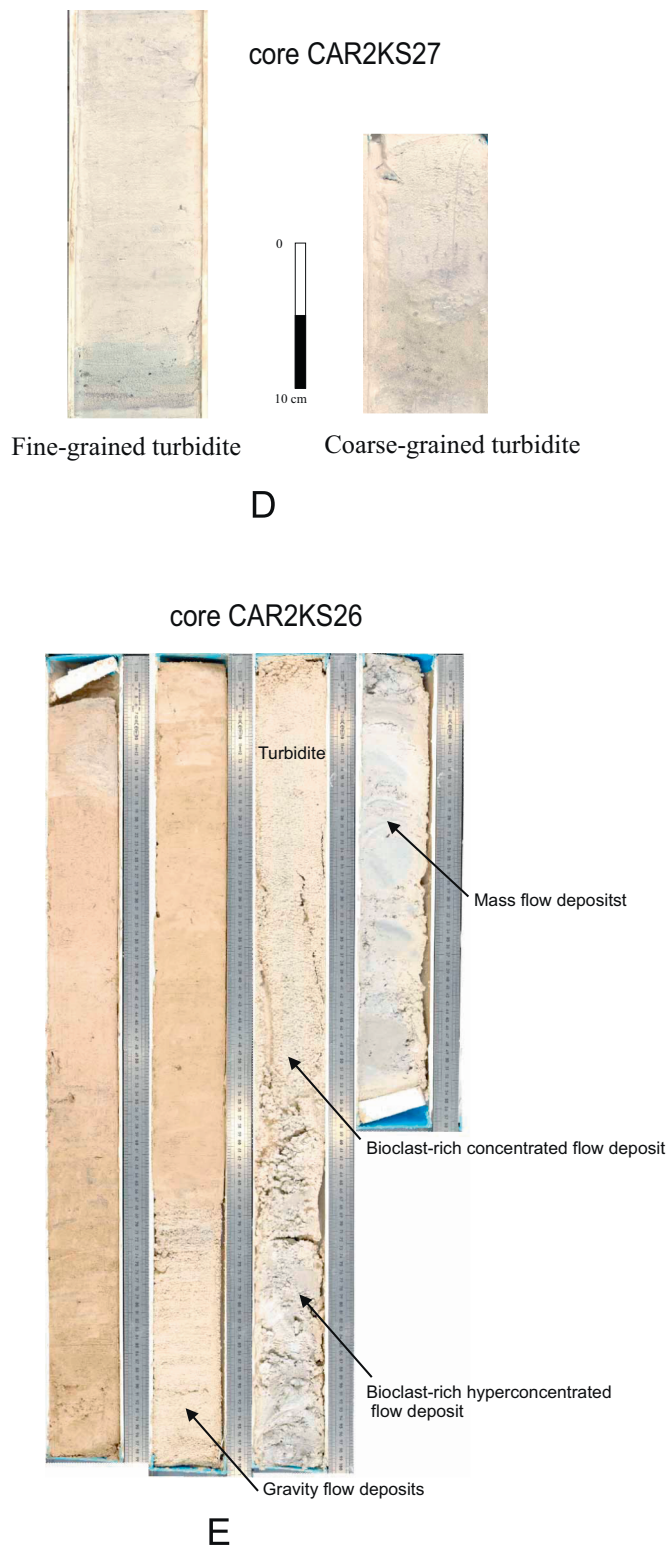 core CAR2KS27
0
10 cm
Fine-grained turbidite
Coarse-grained turbidite
D
core CAR2KS26
Turbidite
Mass flow depositst
Bioclast-rich concentrated flow deposit
Bioclast-rich hyperconcentrated
flow deposit
Gravity flow deposits
E